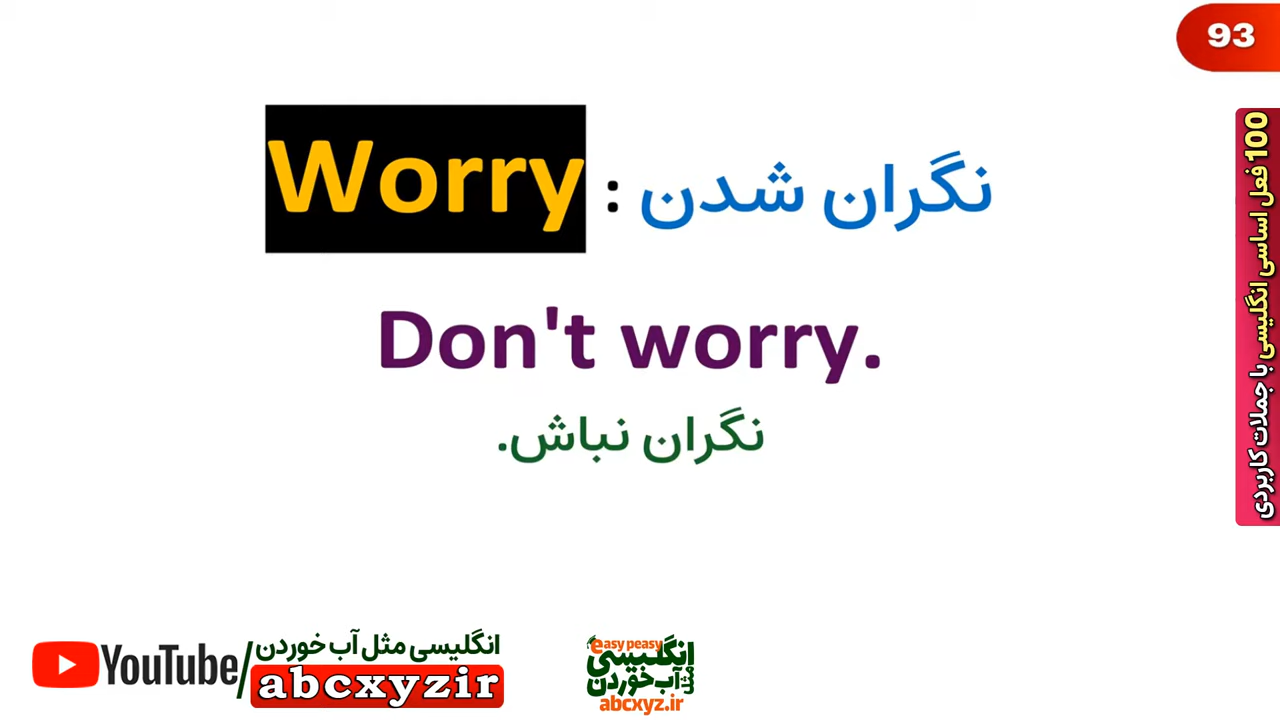 93
Worry : نگران شدن
Don't worry.
نگران نباش.
100 فعل اساسی انگلیسی با جملات کاربردی
YouTube/انگلیسی مثل آب خوردن
abcxyzir
easy peasy
انگلیسی
مثل آب خوردن
abcxyz.ir